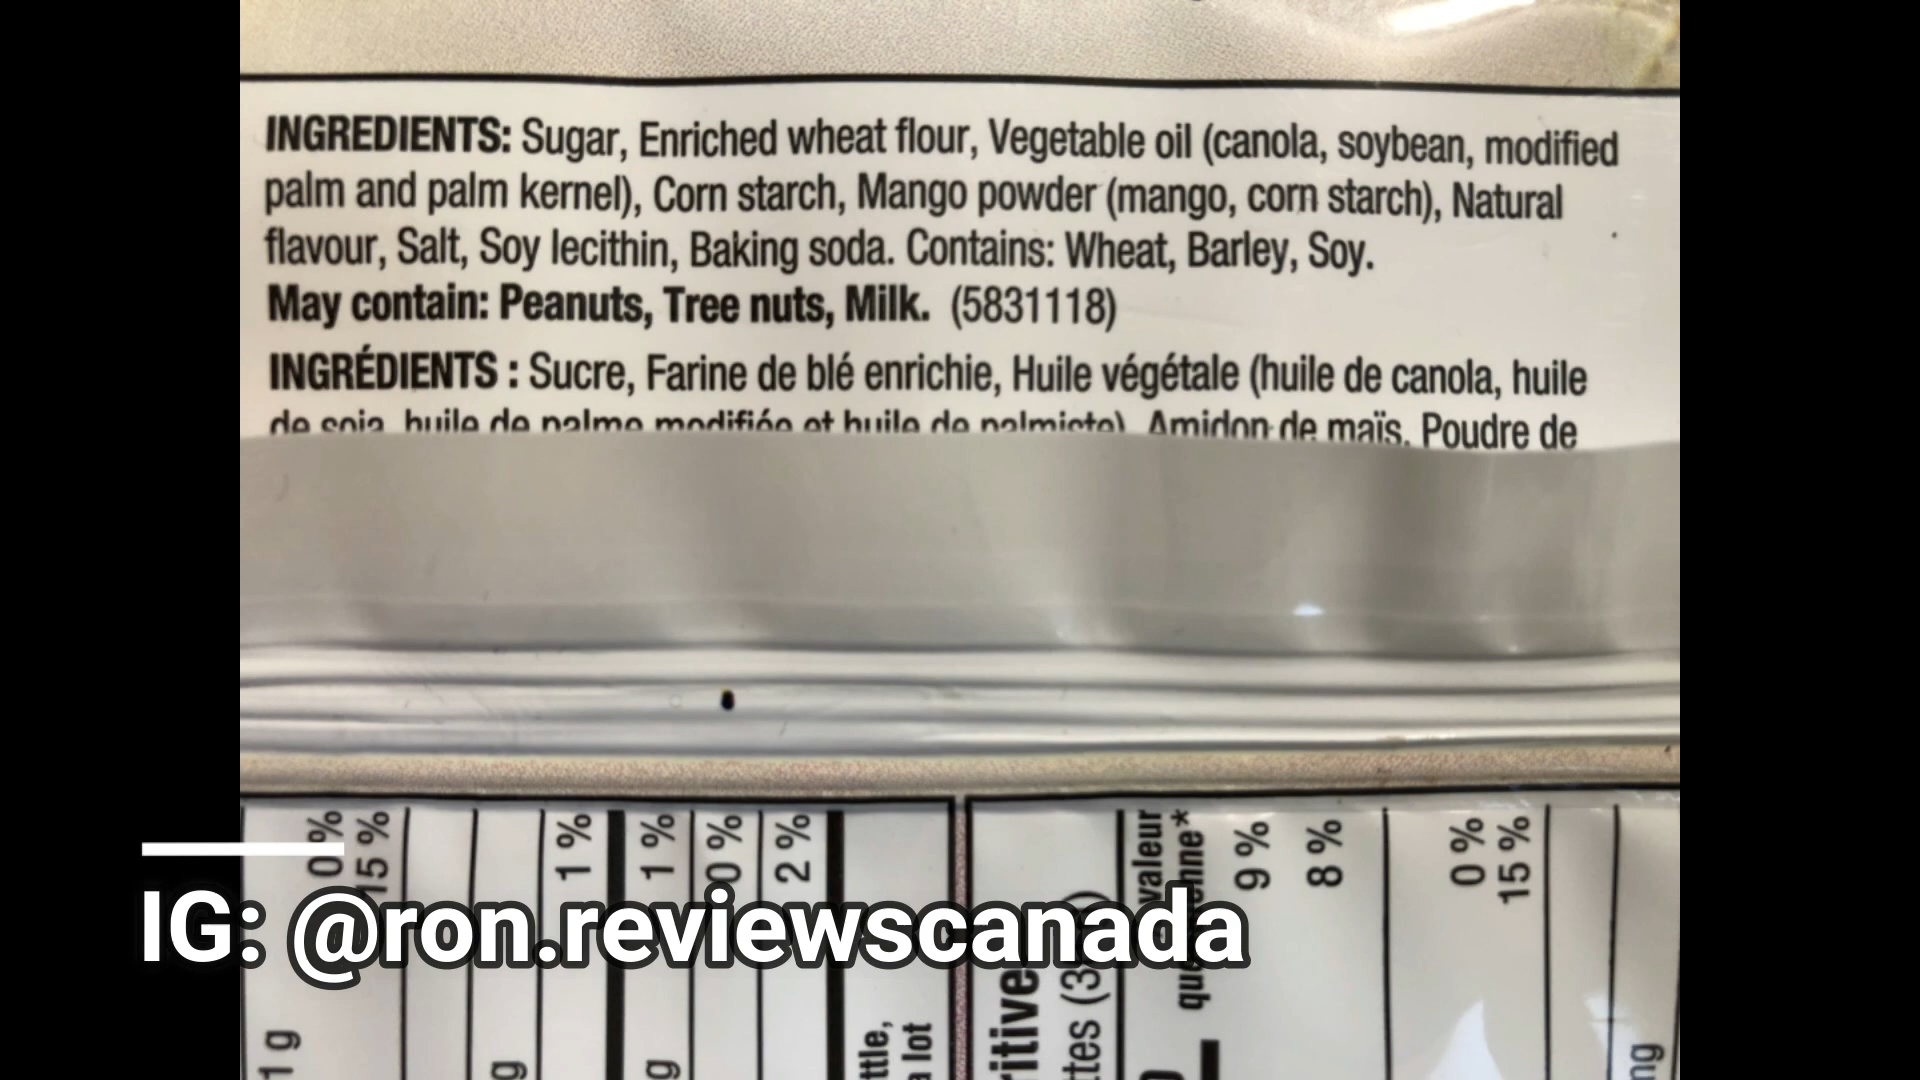 INGREDIENTS: Sugar, Enriched wheat flour, Vegetable oil (canola, soybean, modified
palm and palm kernel), Corn starch, Mango powder (mango, corn starch), Natural
flavour, Salt, Soy lecithin, Baking soda. Contains: Wheat, Barley, Soy.
May contain: Peanuts, Tree nuts, Milk. (5831118)
INGRÉDIENTS : Sucre, Farine de blé enrichie, Huile végétale (huile de canola, huile
de soja, huile de palme modifiée et huile de palmiste), Amidon de maïs, Poudre de
0 %
15 %
1 %
1 %
0 %
2 %
valeur
9 %
8 %
0 %
15 %
1 g
IG: @ron.reviewscanada